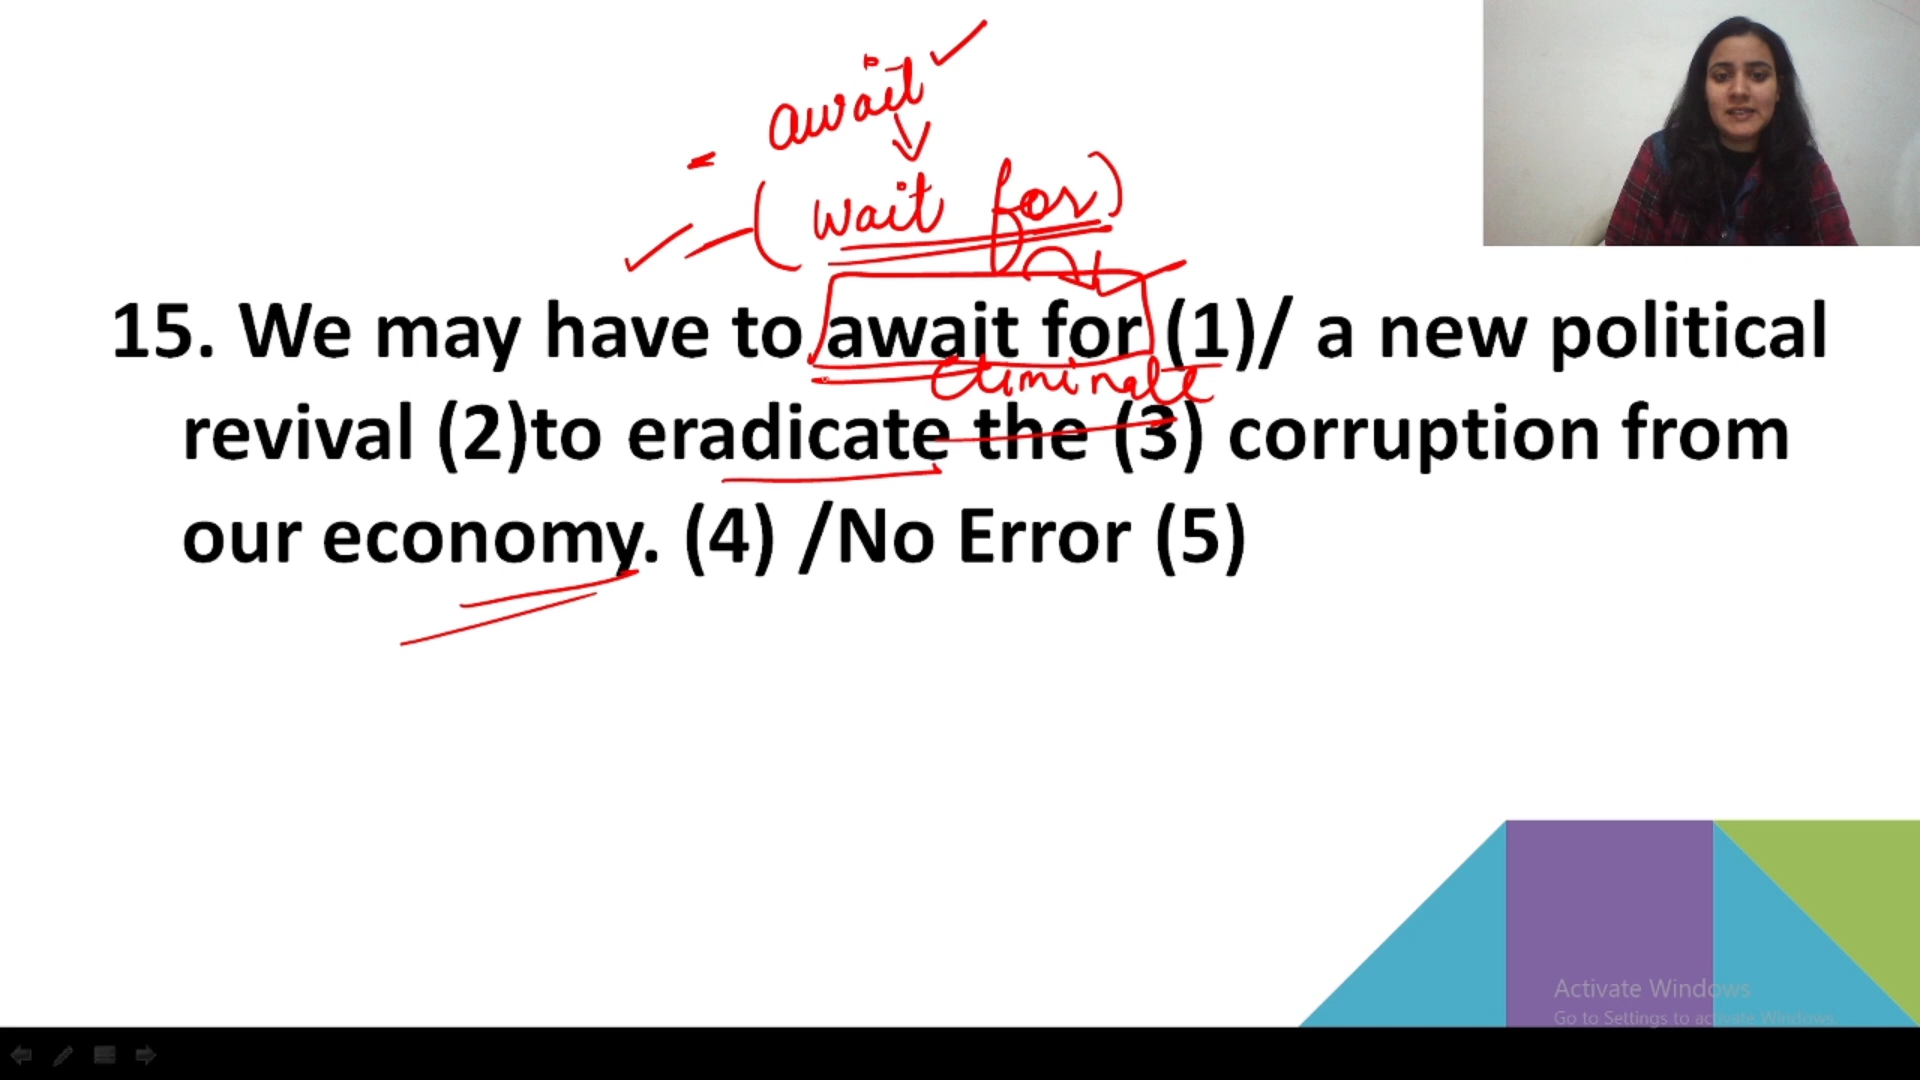 await
(wait for)
15. We may have to await for (1)/ a new political
eliminate
revival (2)to eradicate the (3) corruption from
our economy. (4) /No Error (5)
Activate Windows
Go to Settings to activate Windows.